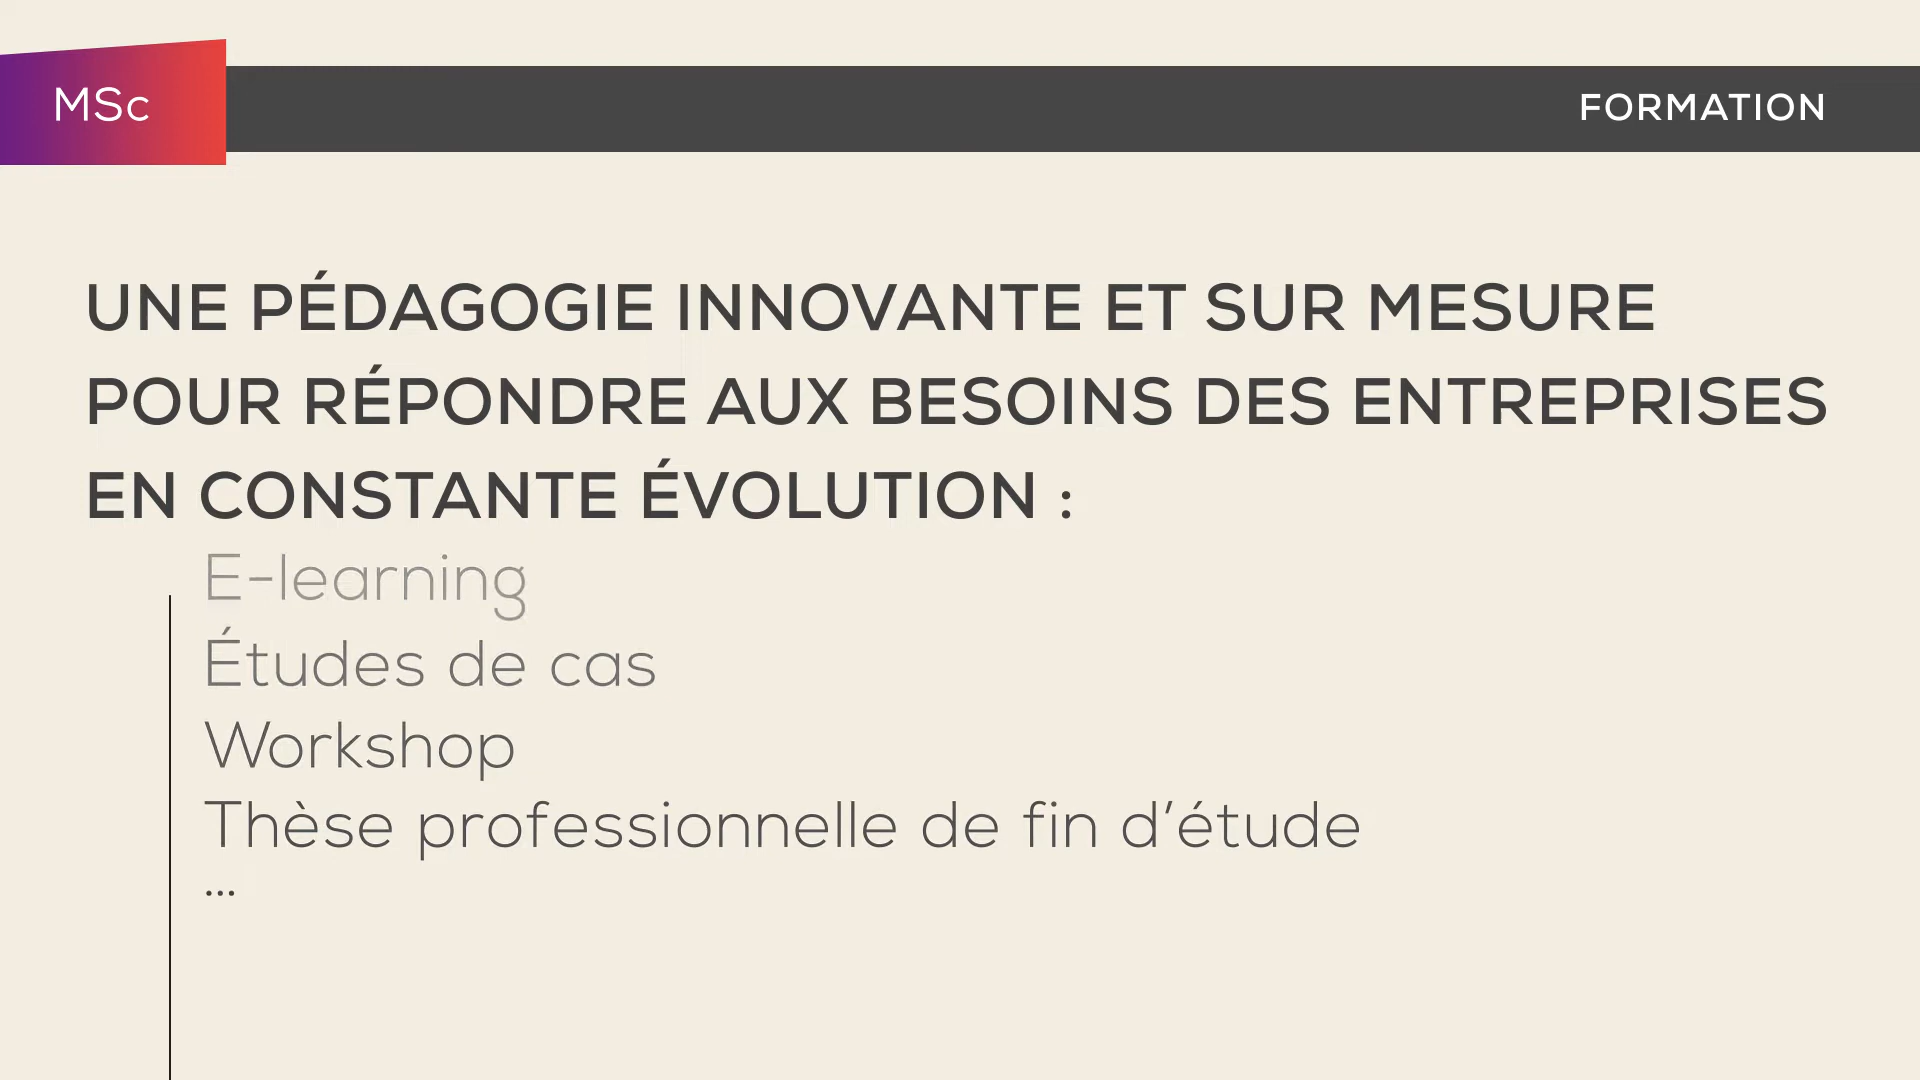 MSc
FORMATION
UNE PÉDAGOGIE INNOVANTE ET SUR MESURE
POUR RÉPONDRE AUX BESOINS DES ENTREPRISES
EN CONSTANTE ÉVOLUTION :
E-learning
Études de cas
Workshop
Thèse professionnelle de fin d’étude
...